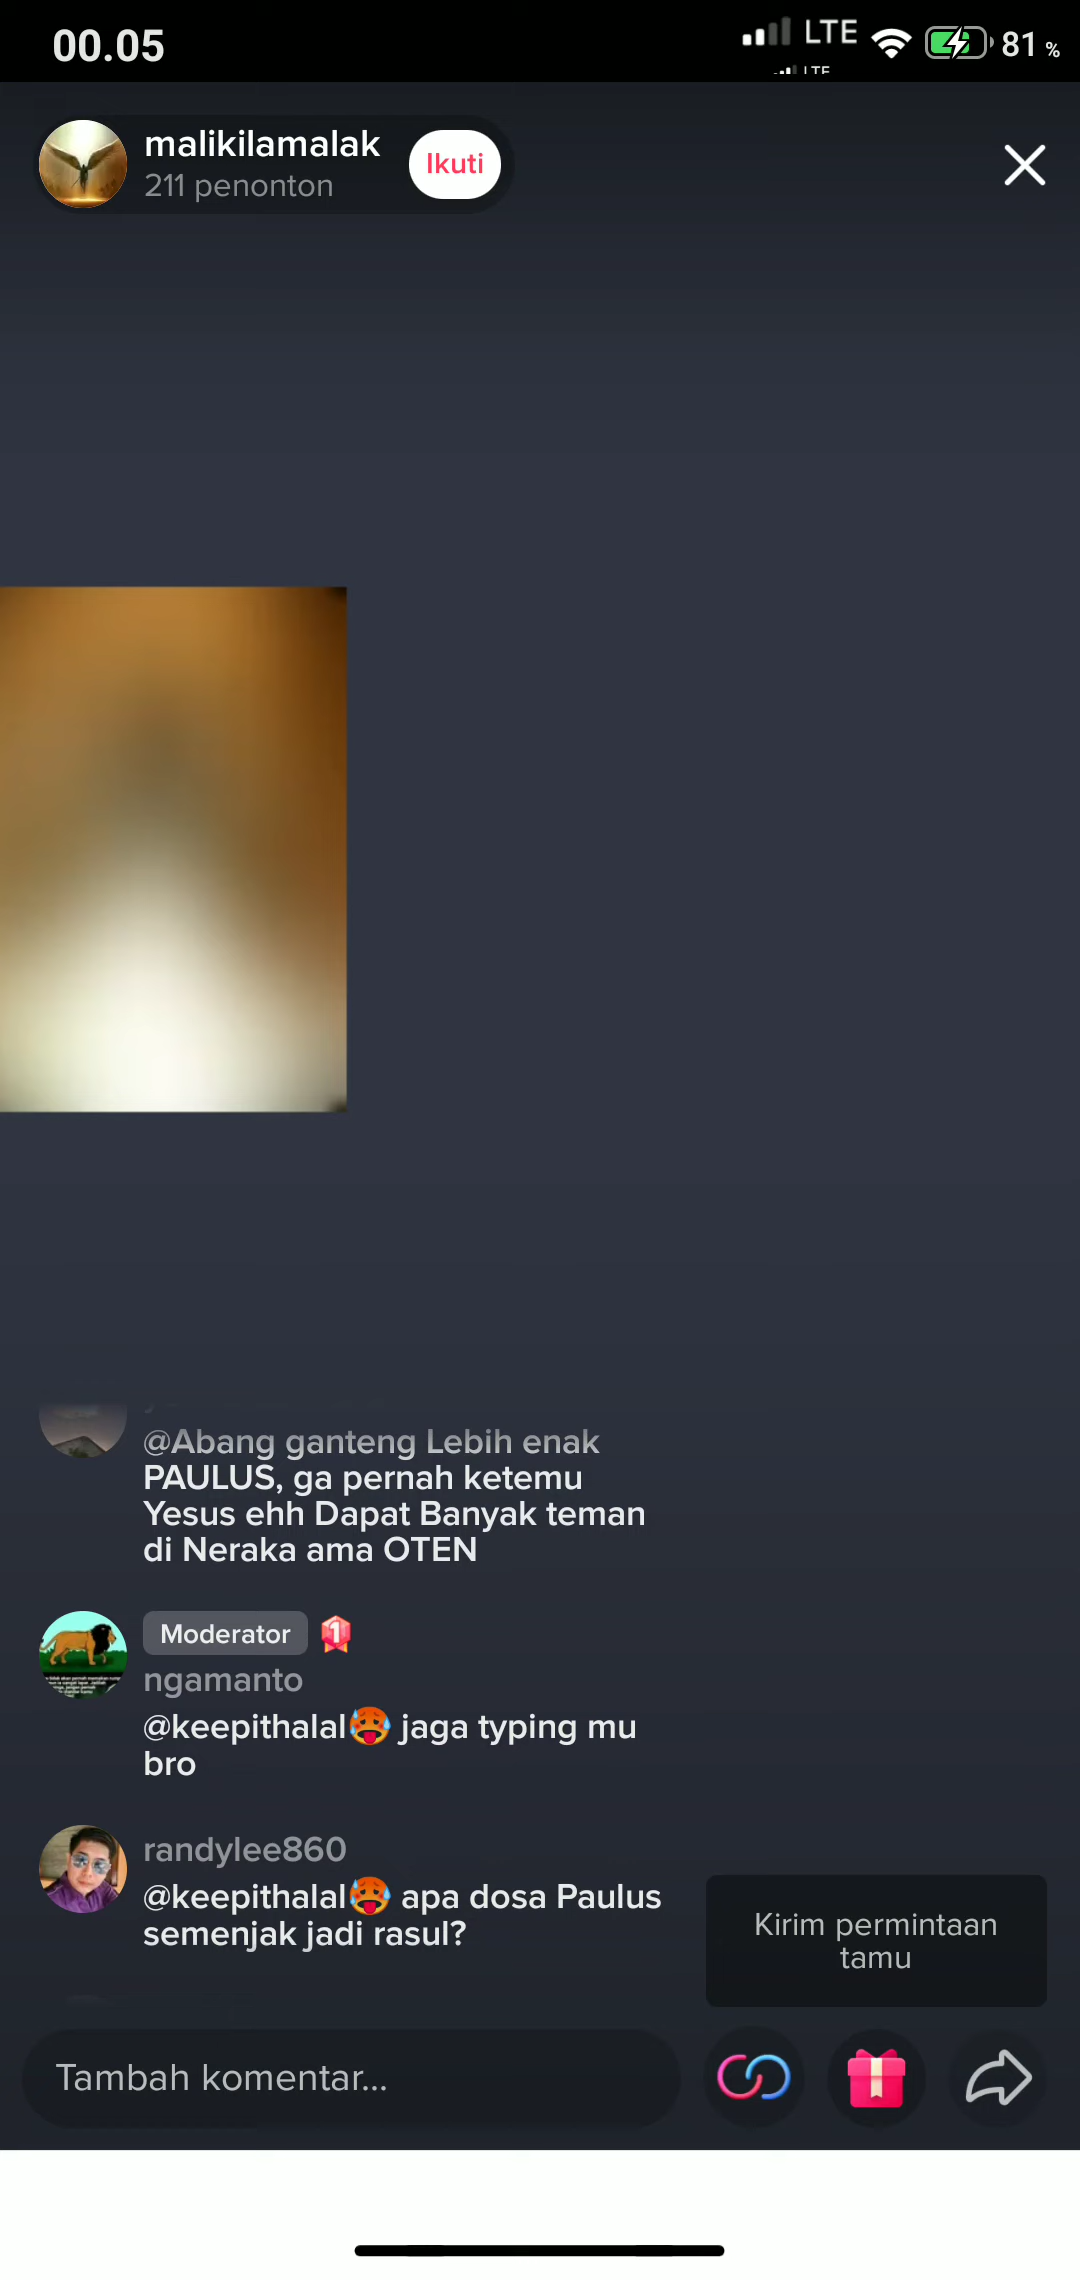 00.05
LTE
81 %
LTE
malikilamalak
211 penonton
Ikuti
@Abang ganteng Lebih enak
PAULUS, ga pernah ketemu
Yesus ehh Dapat Banyak teman
di Neraka ama OTEN
Moderator 1
ngamanto
@keepithalal🥵 jaga typing mu
bro
randylee860
@keepithalal🥵 apa dosa Paulus
semenjak jadi rasul?
Kirim permintaan
tamu
Tambah komentar...